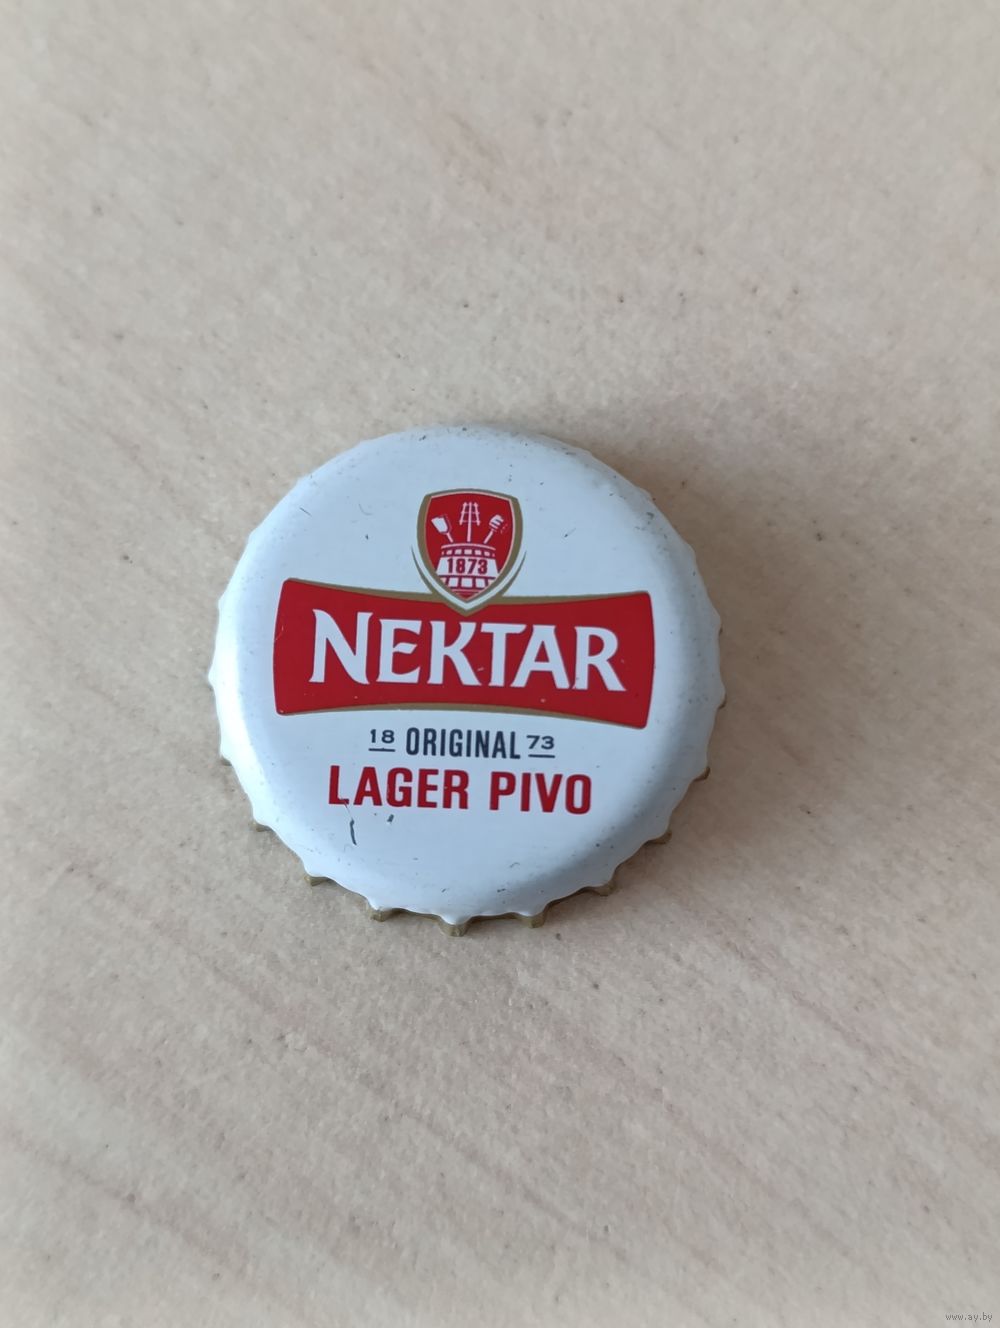 1873
NEKTAR
18 ORIGINAL 73
LAGER PIVO
www.ay.by